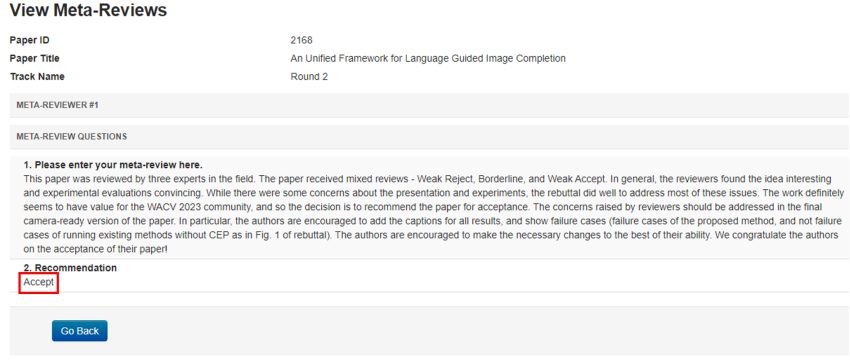 View Meta-Reviews
Paper ID 2168
Paper Title An Unified Framework for Language Guided Image Completion
Track Name Round 2
META-REVIEWER #1
META-REVIEW QUESTIONS
1. Please enter your meta-review here.
This paper was reviewed by three experts in the field. The paper received mixed reviews - Weak Reject, Borderline, and Weak Accept. In general, the reviewers found the idea interesting
and experimental evaluations convincing. While there were some concerns about the presentation and experiments, the rebuttal did well to address most of these issues. The work definitely
seems to have value for the WACV 2023 community, and so the decision is to recommend the paper for acceptance. The concerns raised by reviewers should be addressed in the final
camera-ready version of the paper. In particular, the authors are encouraged to add the captions for all results, and show failure cases (failure cases of the proposed method, and not failure
cases of running existing methods without CEP as in Fig. 1 of rebuttal). The authors are encouraged to make the necessary changes to the best of their ability. We congratulate the authors
on the acceptance of their paper!
2. Recommendation
Accept
Go Back